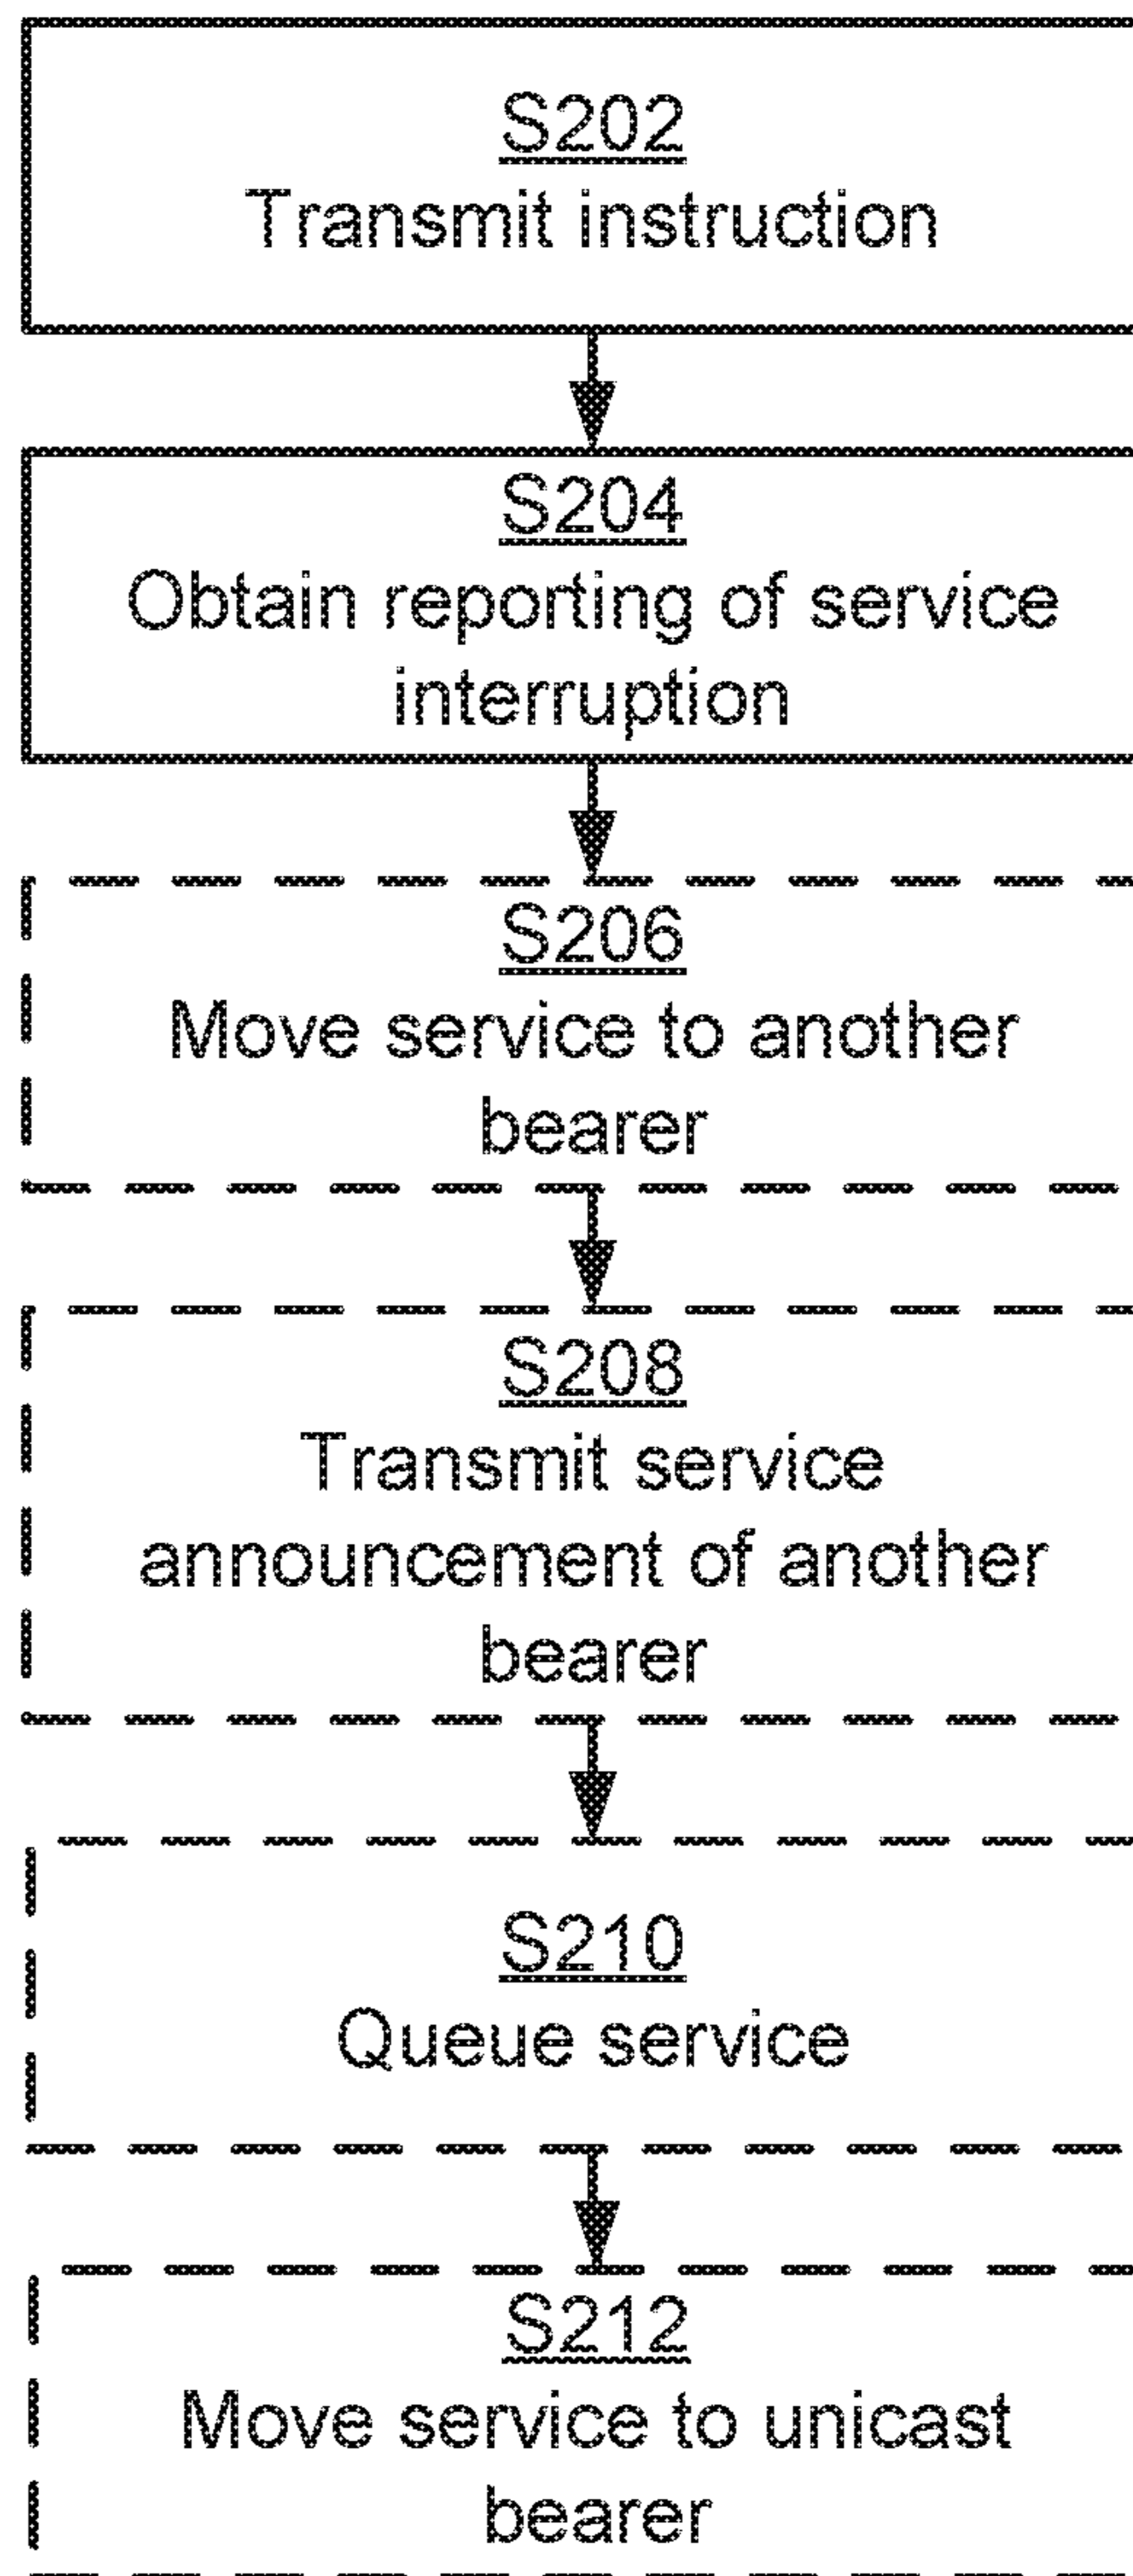 S202
Transmit instruction
S204
Obtain reporting of service
interruption
S206
Move service to another
bearer
S208
Transmit service
announcement of another
bearer
S210
Queue service
S212
Move service to unicast
bearer